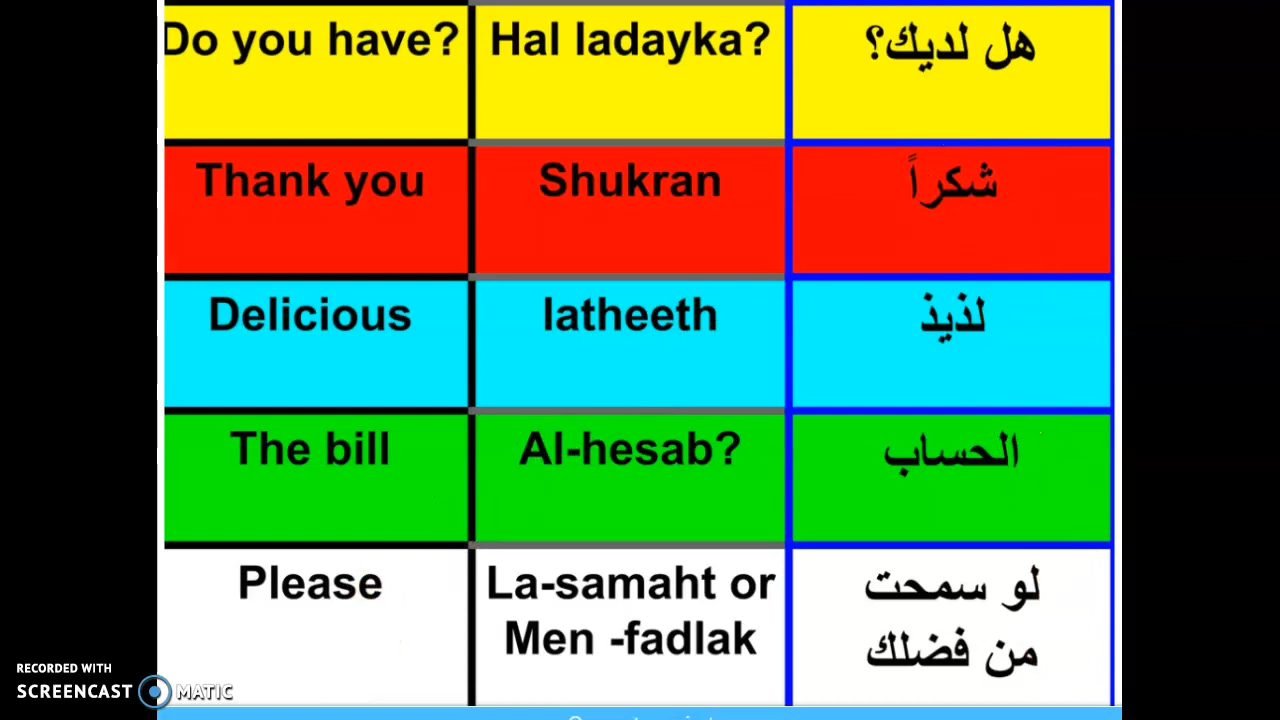 Do you have? Hal ladayka? هل لديك؟
Thank you Shukran شكراً
Delicious latheeth لذيذ
The bill Al-hesab? الحساب
Please La-samaht or لو سمحت
Men -fadlak من فضلك
RECORDED WITH
SCREENCAST MATIC